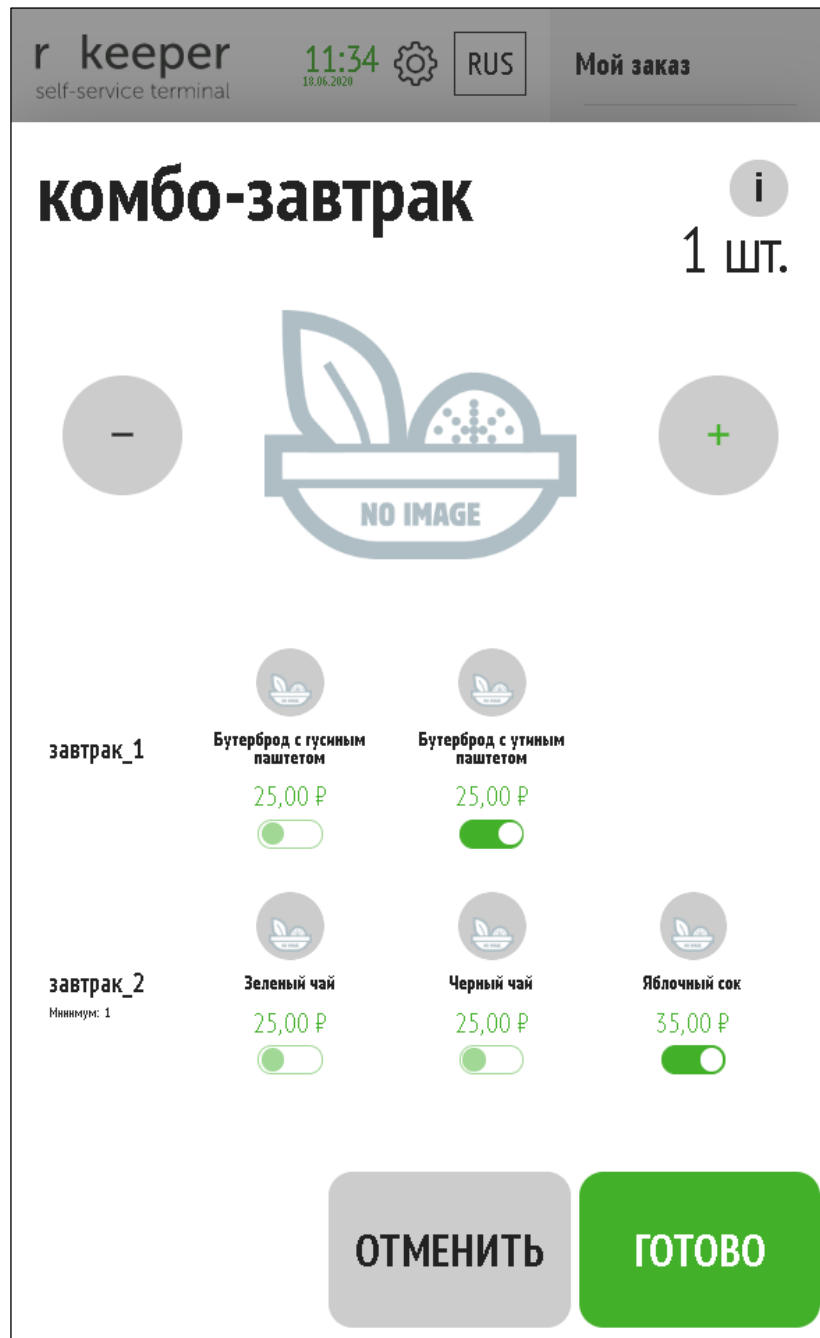 r keeper
self-service terminal
11:34
18.06.2020
RUS
Мой заказ
комбо-завтрак
i
1 шт.
–
+
NO IMAGE
завтрак_1
Бутерброд с гусиным
паштетом
25,00 ₽
Бутерброд с утиным
паштетом
25,00 ₽
завтрак_2
Минимум: 1
Зеленый чай
25,00 ₽
Черный чай
25,00 ₽
Яблочный сок
35,00 ₽
ОТМЕНИТЬ
ГОТОВО